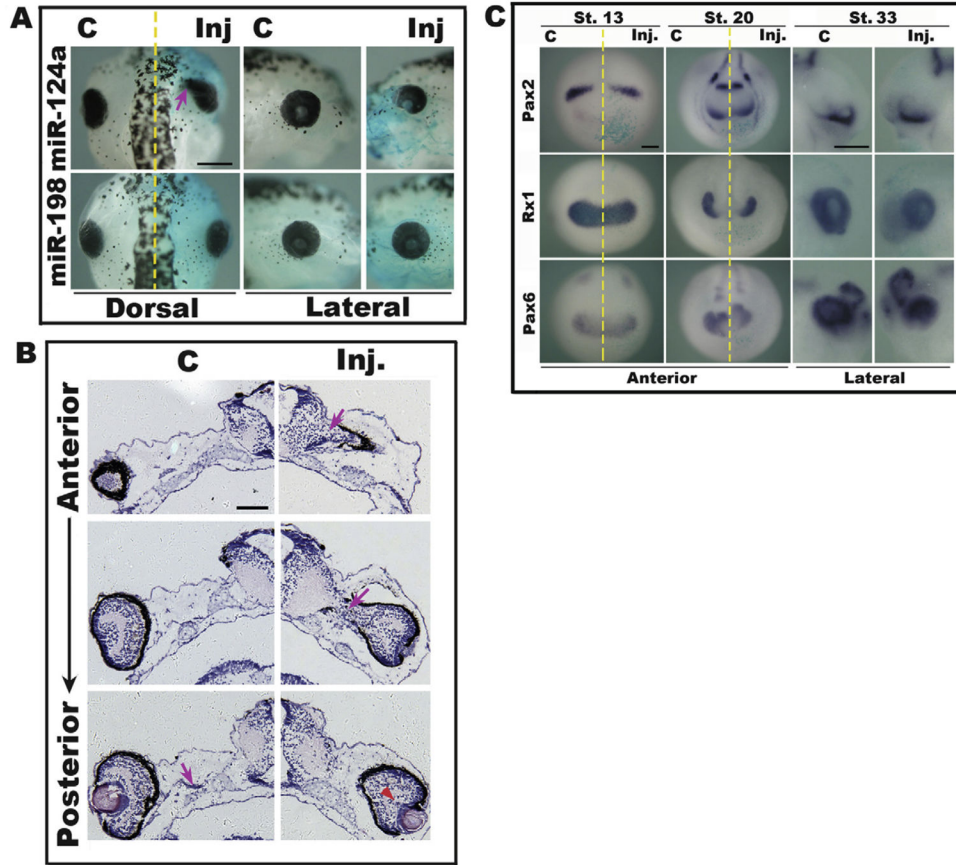 A
C Inj C Inj
miR-124a
miR-198
Dorsal Lateral
B
C Inj.
Anterior
Posterior
C
St. 13 St. 20 St. 33
C Inj. C Inj. C Inj.
Pax2
Rx1
Pax6
Anterior Lateral